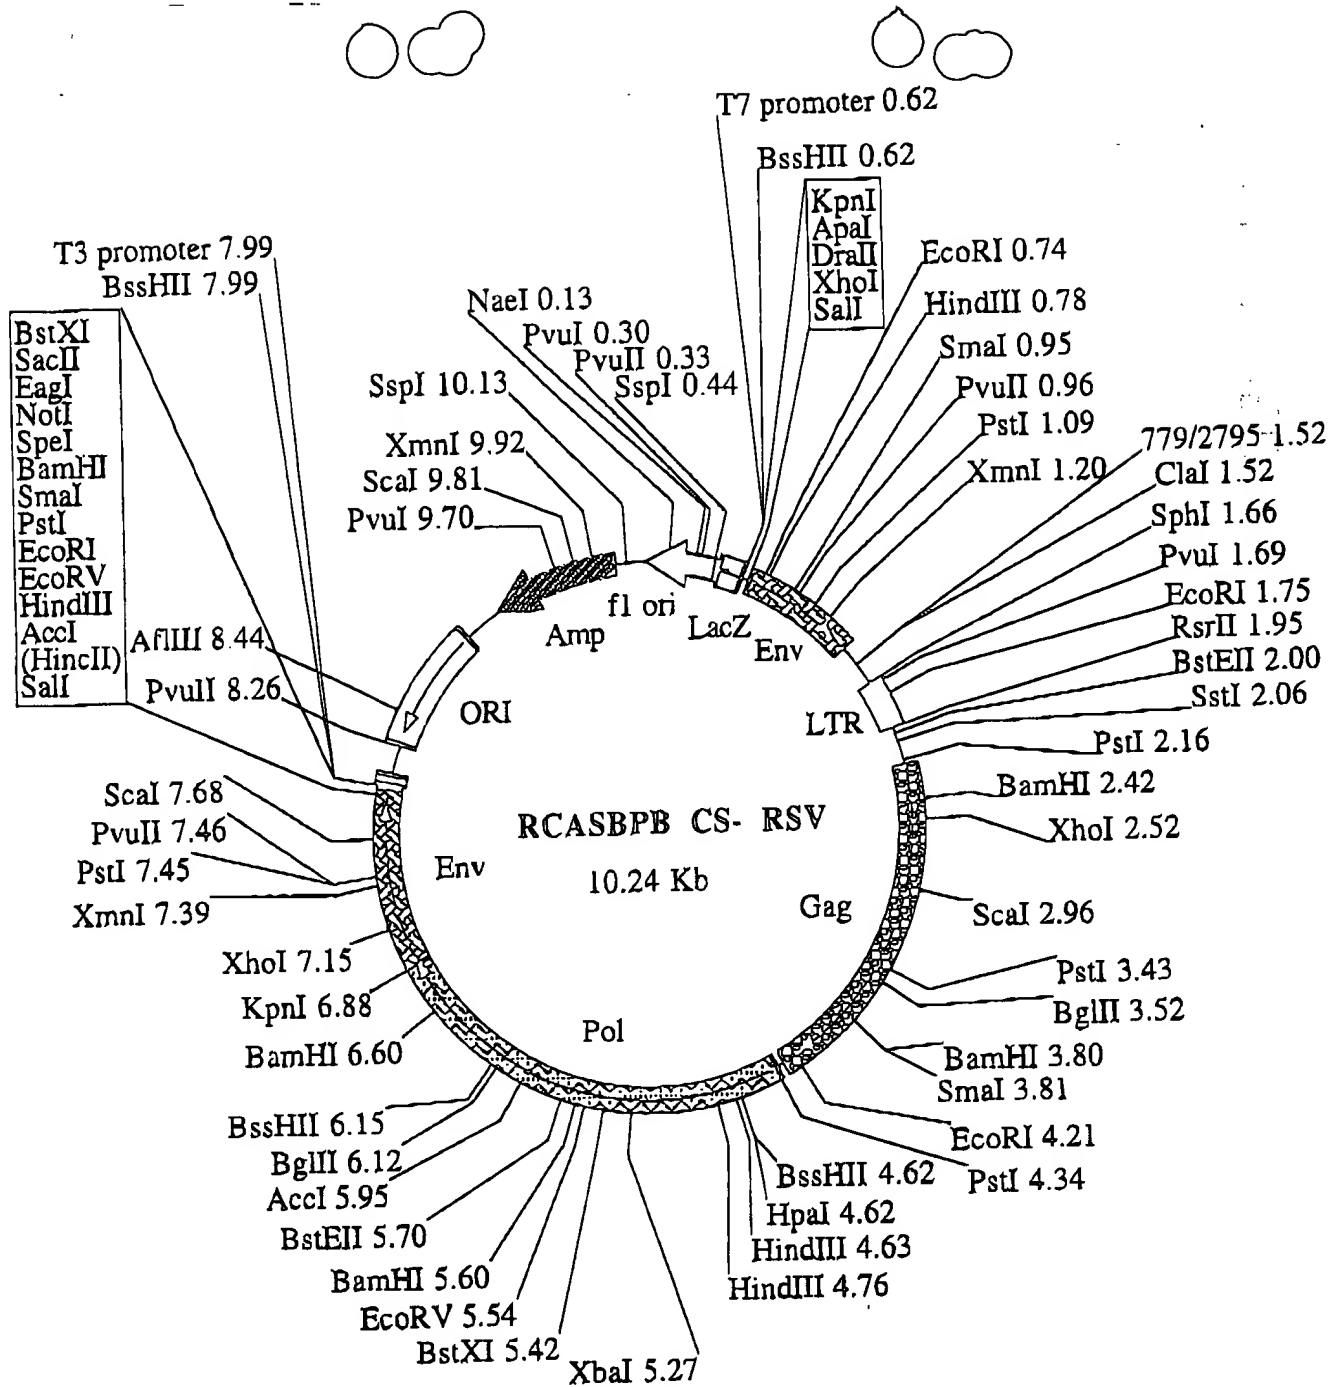 T7 promoter 0.62
BssHII 0.62
KpnI
ApaI
DraII
XhoI
SalI
EcoRI 0.74
HindIII 0.78
SmaI 0.95
PvuII 0.96
PstI 1.09
XmnI 1.20
779/2795 1.52
ClaI 1.52
SphI 1.66
PvuI 1.69
EcoRI 1.75
RsrII 1.95
BstEII 2.00
SstI 2.06
PstI 2.16
BamHI 2.42
XhoI 2.52
ScaI 2.96
PstI 3.43
BglII 3.52
BamHI 3.80
SmaI 3.81
EcoRI 4.21
PstI 4.34
BssHII 4.62
HpaI 4.62
HindIII 4.63
HindIII 4.76
XbaI 5.27
BstXI 5.42
EcoRV 5.54
BamHI 5.60
BstEII 5.70
AccI 5.95
BglII 6.12
BssHII 6.15
BamHI 6.60
KpnI 6.88
XhoI 7.15
XmnI 7.39
PstI 7.45
PvuII 7.46
ScaI 7.68
T3 promoter 7.99
BssHII 7.99
BstXI
SacII
EagI
NotI
SpeI
BamHI
SmaI
PstI
EcoRI
EcoRV
HindIII
AccI
(HincII)
SalI
PvuII 8.26
AflIII 8.44
PvuI 9.70
ScaI 9.81
XmnI 9.92
SspI 10.13
NaeI 0.13
PvuI 0.30
PvuII 0.33
SspI 0.44
f1 ori
LacZ
Env
LTR
Gag
Pol
Env
ORI
Amp
RCASBPB CS- RSV
10.24 Kb